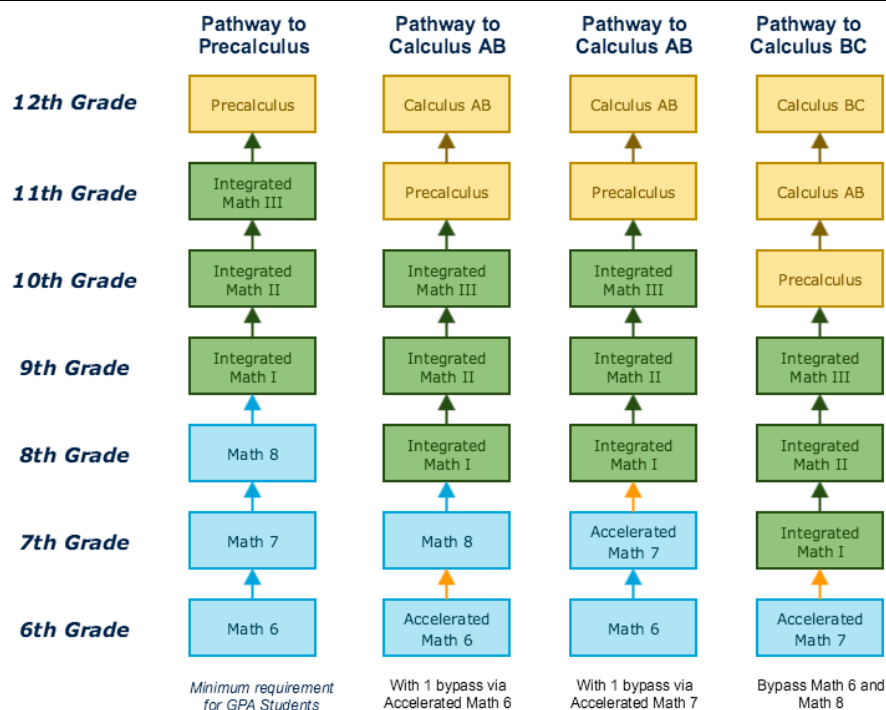 Pathway to
Precalculus
Pathway to
Calculus AB
Pathway to
Calculus AB
Pathway to
Calculus BC
12th Grade
Precalculus
Calculus AB
Calculus AB
Calculus BC
11th Grade
Integrated
Math III
Precalculus
Precalculus
Calculus AB
10th Grade
Integrated
Math II
Integrated
Math III
Integrated
Math III
Precalculus
9th Grade
Integrated
Math I
Integrated
Math II
Integrated
Math II
Integrated
Math III
8th Grade
Math 8
Integrated
Math I
Integrated
Math I
Integrated
Math II
7th Grade
Math 7
Math 8
Accelerated
Math 7
Integrated
Math I
6th Grade
Math 6
Accelerated
Math 6
Math 6
Accelerated
Math 7
Minimum requirement
for GPA Students
With 1 bypass via
Accelerated Math 6
With 1 bypass via
Accelerated Math 7
Bypass Math 6 and
Math 8